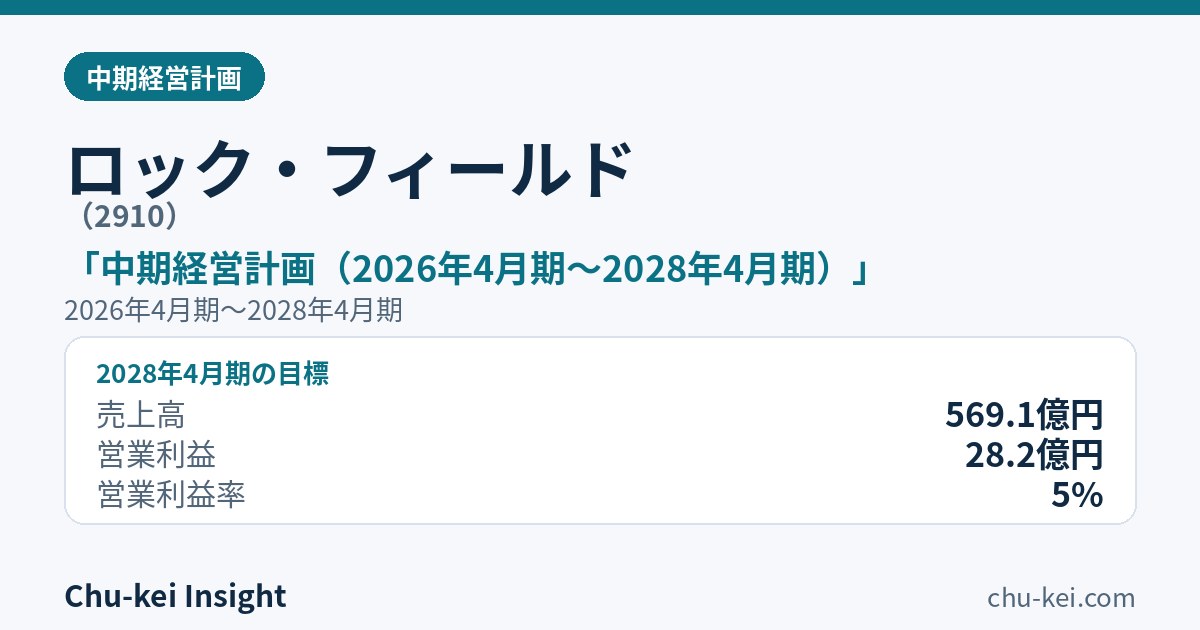 中期経営計画
ロック・フィールド
（2910）
「中期経営計画（2026年4月期～2028年4月期）」
2026年4月期～2028年4月期
2028年4月期の目標
売上高 569.1億円
営業利益 28.2億円
営業利益率 5%
Chu-kei Insight chu-kei.com